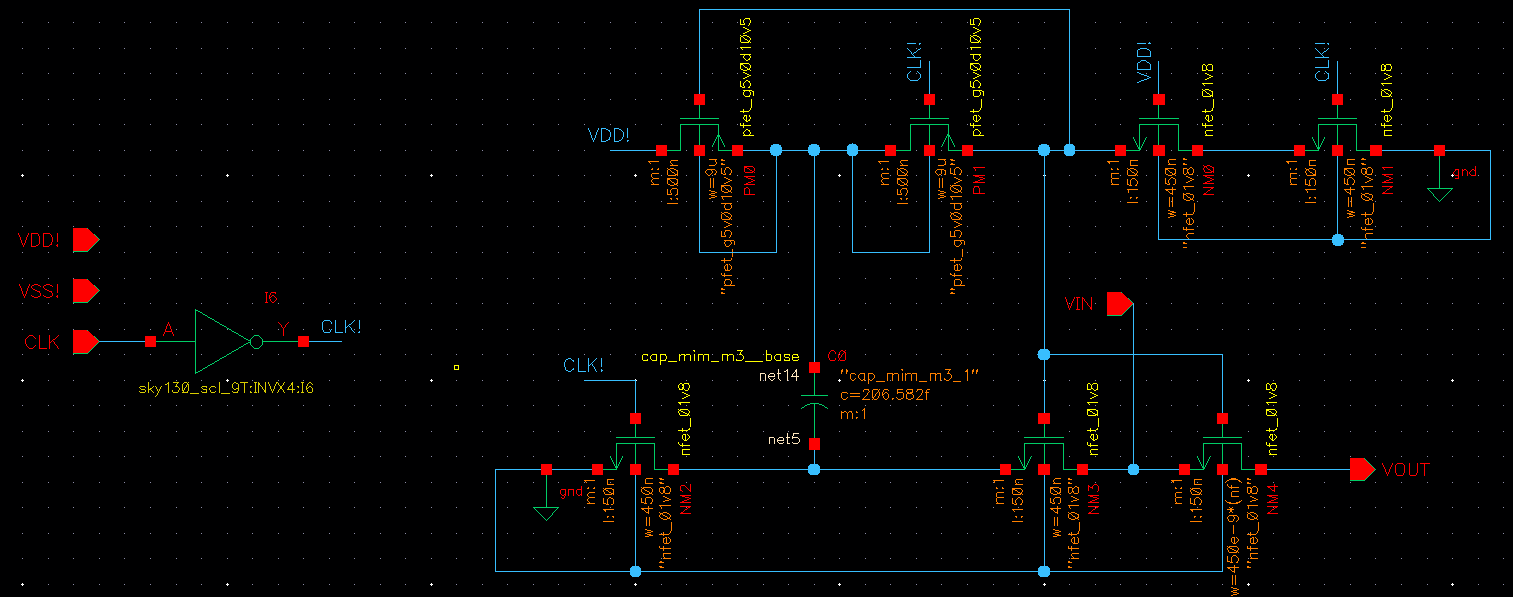 pfet_g5v0d10v5
CLK!
pfet_g5v0d10v5
VDD!
nfet_01v8
CLK!
nfet_01v8
VDD!
m:1
l:500n
w=9u
"pfet_g5v0d10v5"
PM0
m:1
l:500n
w=9u
"pfet_g5v0d10v5"
PM1
m:1
l:150n
w=450n
"nfet_01v8"
NM0
m:1
l:150n
w=450n
"nfet_01v8"
NM1
gnd
VDD!
VSS!
CLK
A
I6
Y
CLK!
sky130_scl_9T:INVX4:I6
VIN
CLK!
cap_mim_m3__base
C0
net14
"cap_mim_m3_1"
c=206.582f
m:1
net5
nfet_01v8
nfet_01v8
nfet_01v8
gnd
m:1
l:150n
w=450n
"nfet_01v8"
NM2
m:1
l:150n
w=450n
"nfet_01v8"
NM3
m:1
l:150n
w=450e-9*(nf)
"nfet_01v8"
NM4
VOUT